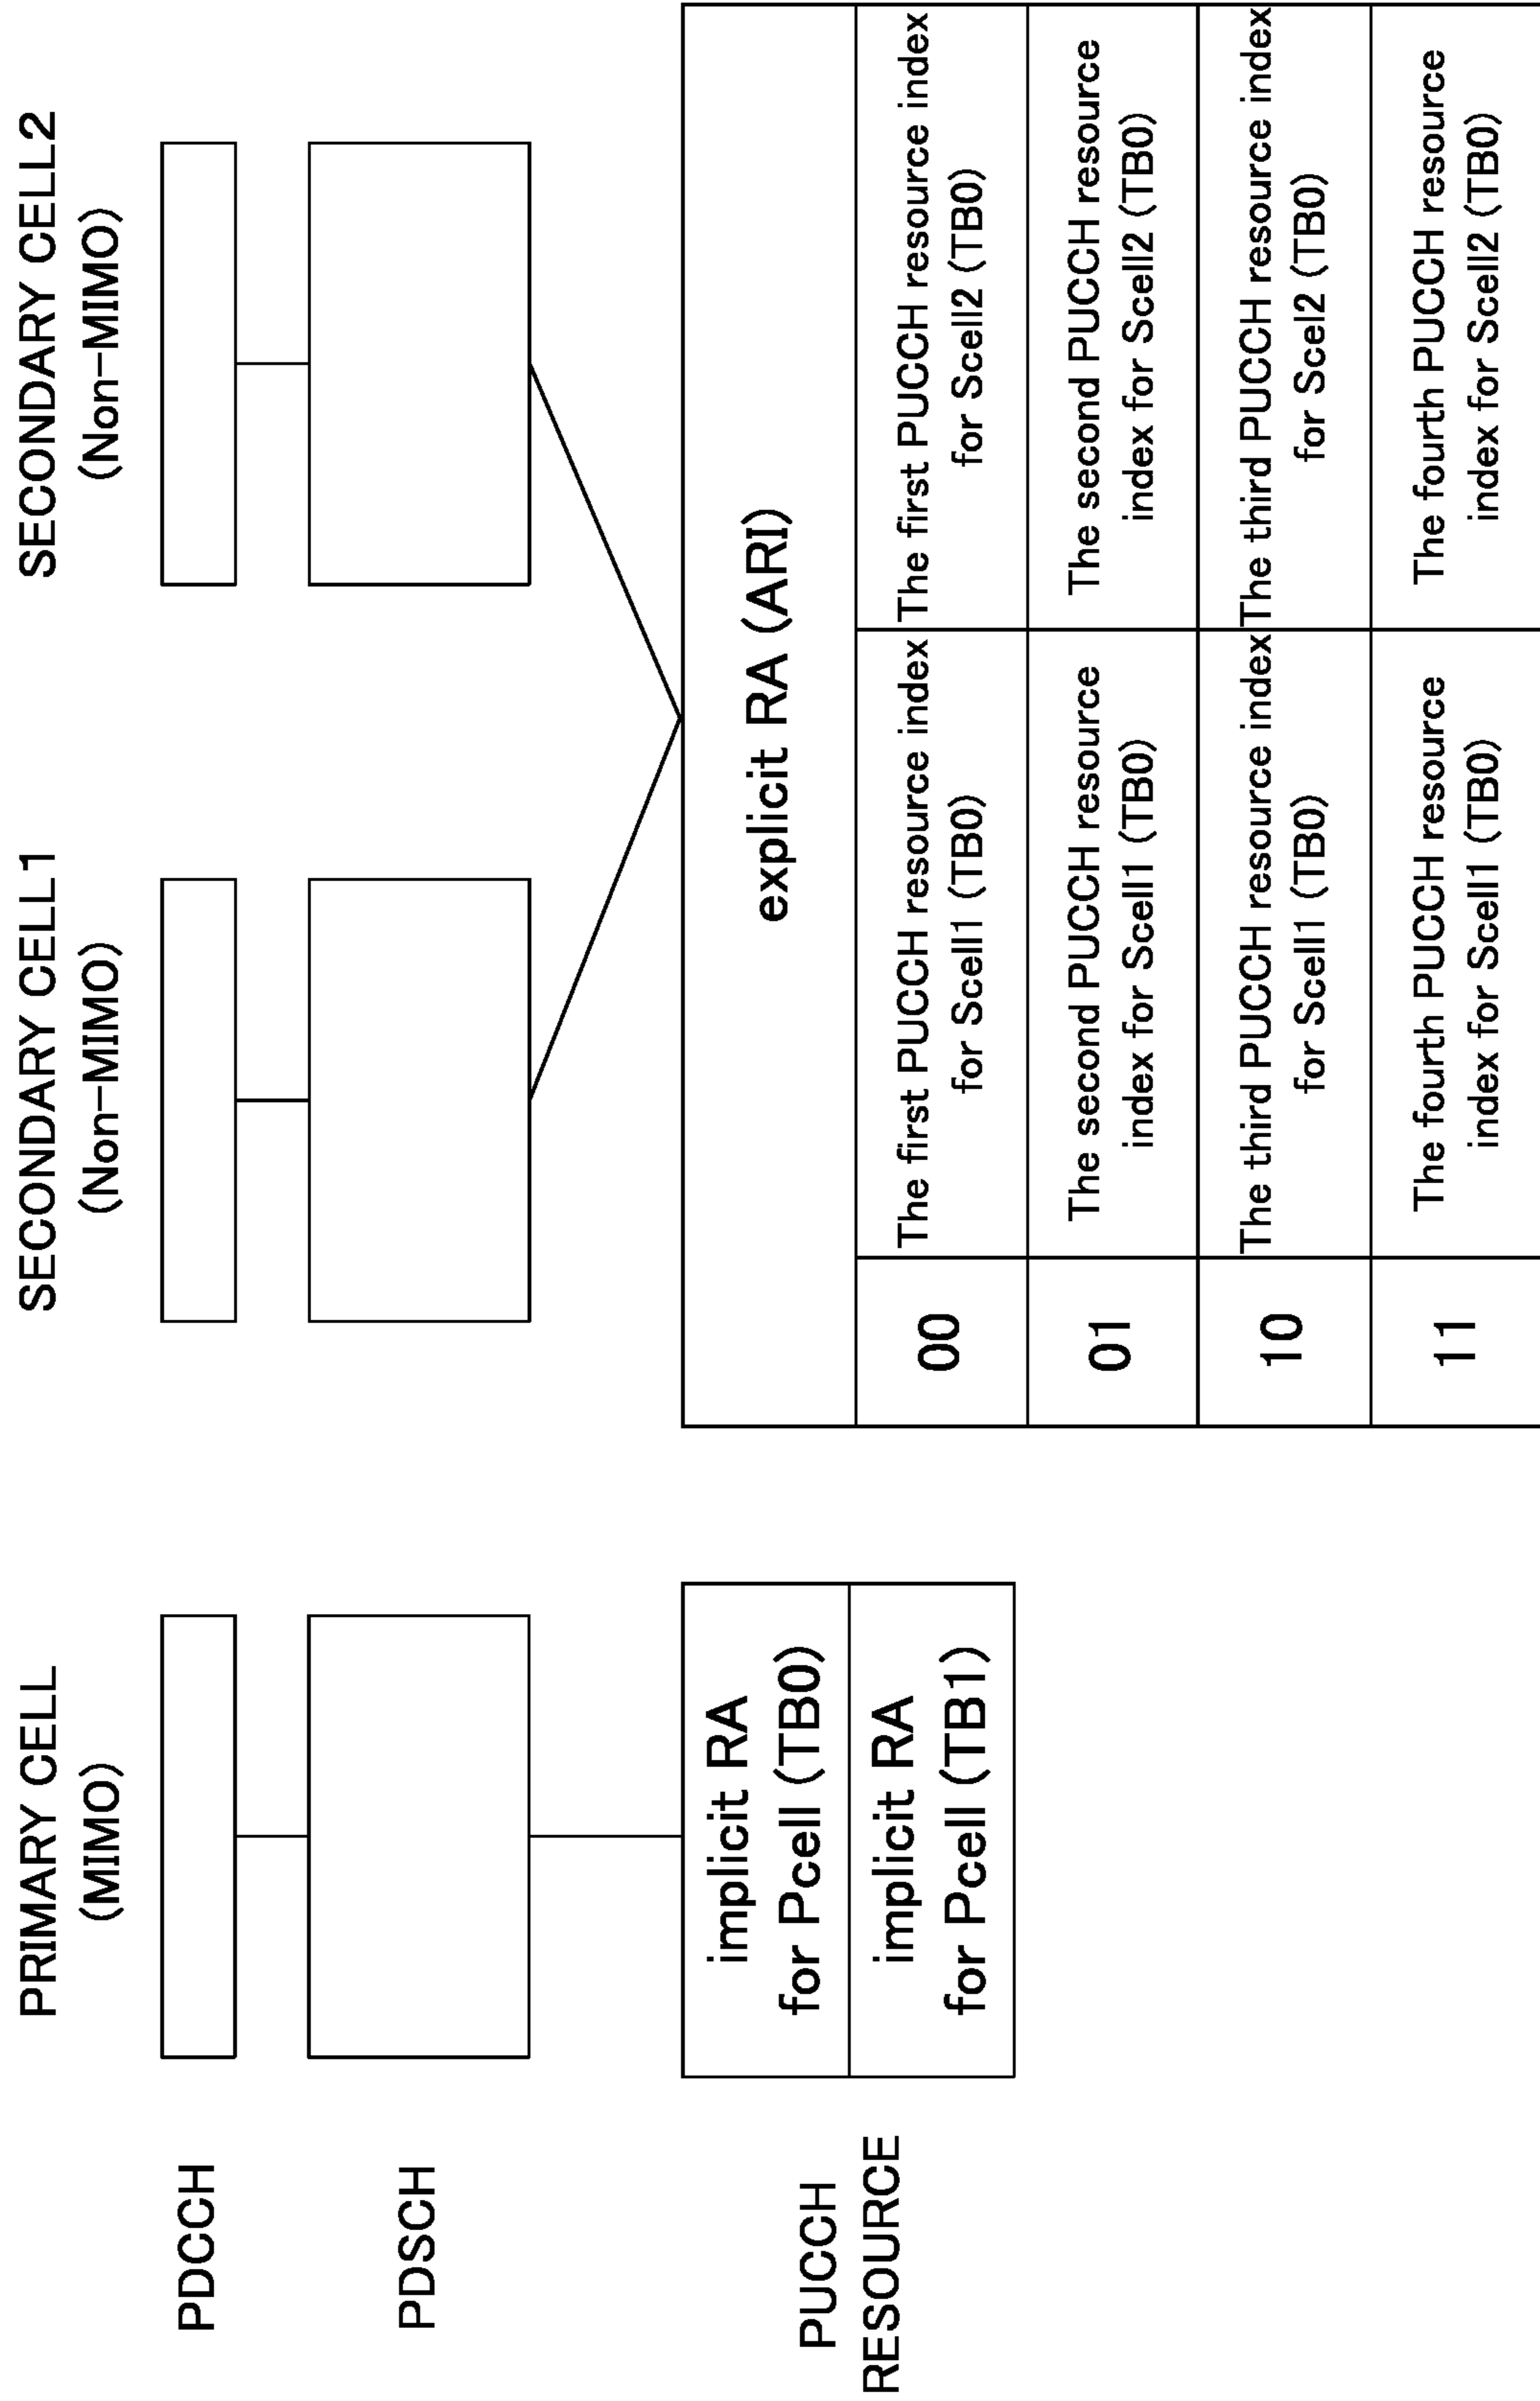 PRIMARY CELL
(MIMO)
SECONDARY CELL1
(Non-MIMO)
SECONDARY CELL2
(Non-MIMO)
PDCCH
PDSCH
PUCCH
RESOURCE
implicit RA
for Pcell (TB0)
implicit RA
for Pcell (TB1)
explicit RA (ARI)
00
The first PUCCH resource index
for Scell1 (TB0)
The first PUCCH resource index
for Scell2 (TB0)
01
The second PUCCH resource
index for Scell1 (TB0)
The second PUCCH resource
index for Scell2 (TB0)
10
The third PUCCH resource index
for Scell1 (TB0)
The third PUCCH resource index
for Scel2 (TB0)
11
The fourth PUCCH resource
index for Scell1 (TB0)
The fourth PUCCH resource
index for Scell2 (TB0)